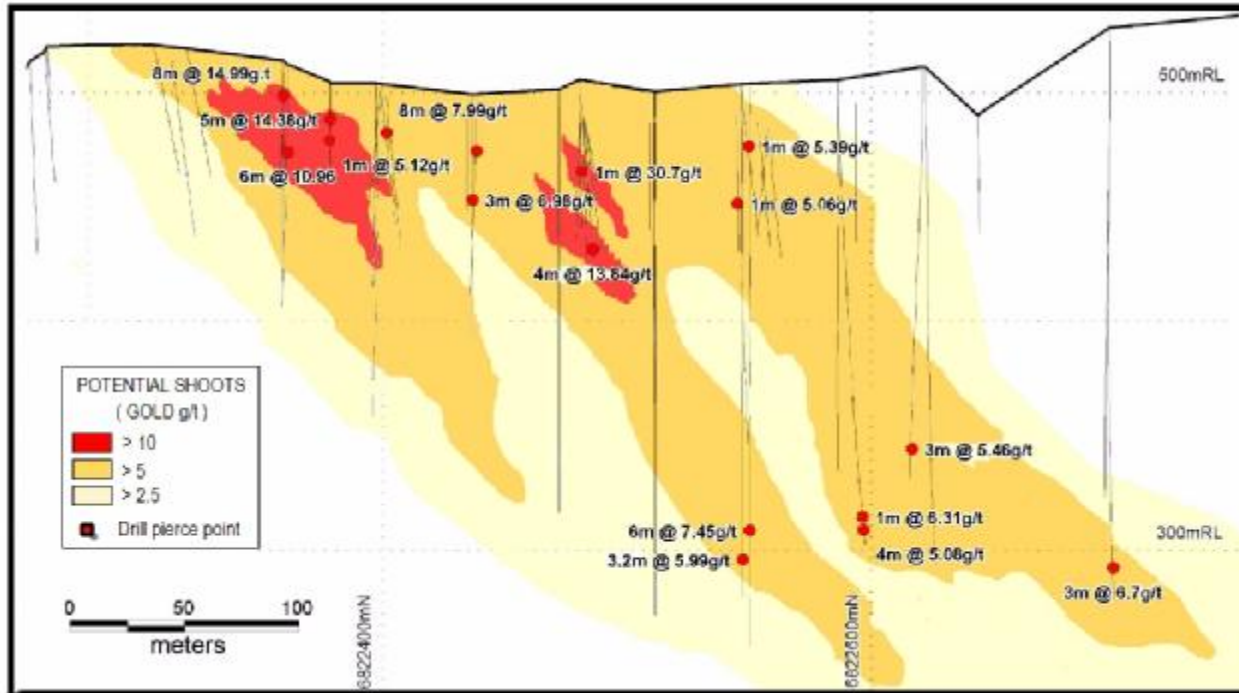 500mRL
8m @ 14.99g.t
8m @ 7.99g/t
5m @ 14.38g/t
1m @ 5.12g/t
6m @ 10.96
1m @ 5.39g/t
1m @ 30.7g/t
3m @ 6.98g/t
1m @ 5.06g/t
4m @ 13.84g/t
POTENTIAL SHOOTS
( GOLD g/t )
> 10
> 5
> 2.5
Drill pierce point
3m @ 5.46g/t
1m @ 6.31g/t
6m @ 7.45g/t
300mRL
4m @ 5.08g/t
3.2m @ 5.99g/t
3m @ 6.7g/t
0 50 100
meters
6822400mN
6822600mN